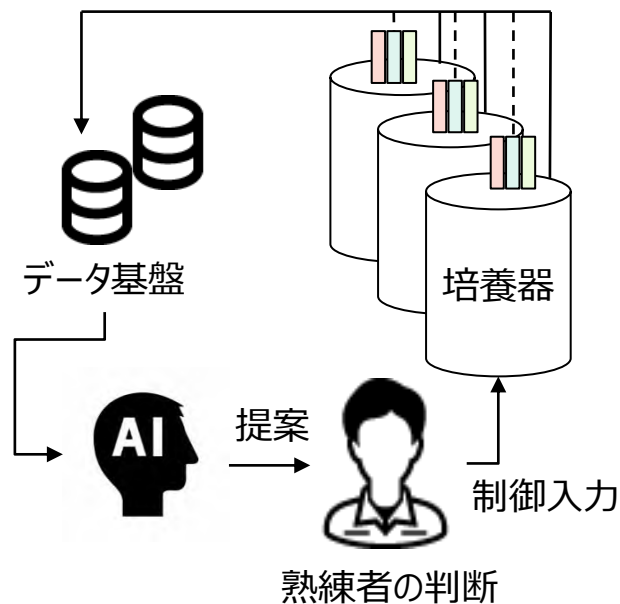 データ基盤
培養器
AI
提案
制御入力
熟練者の判断